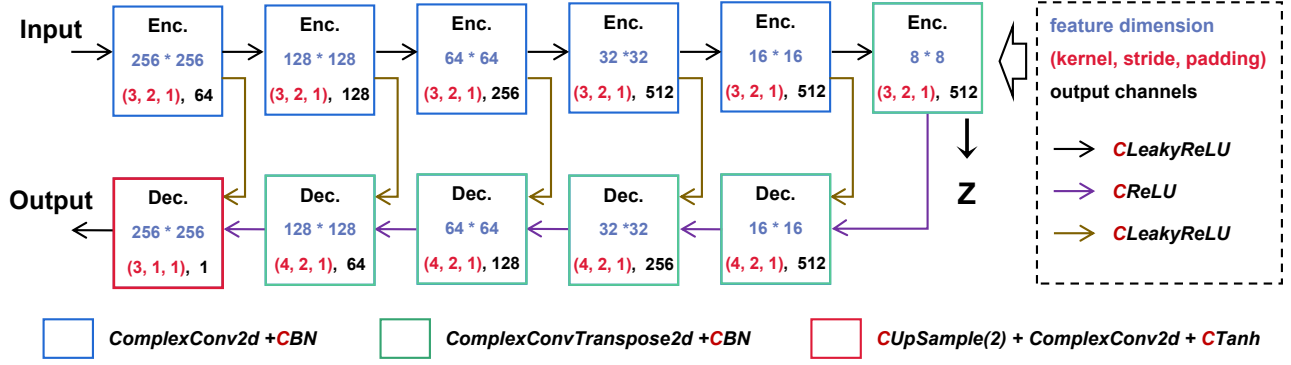 Input
Enc.
256 * 256
(3, 2, 1), 64
Enc.
128 * 128
(3, 2, 1), 128
Enc.
64 * 64
(3, 2, 1), 256
Enc.
32 *32
(3, 2, 1), 512
Enc.
16 * 16
(3, 2, 1), 512
Enc.
8 * 8
(3, 2, 1), 512
Z
Output
Dec.
256 * 256
(3, 1, 1), 1
Dec.
128 * 128
(4, 2, 1), 64
Dec.
64 * 64
(4, 2, 1), 128
Dec.
32 *32
(4, 2, 1), 256
Dec.
16 * 16
(4, 2, 1), 512
feature dimension
(kernel, stride, padding)
output channels
CLeakyReLU
CReLU
CLeakyReLU
ComplexConv2d +CBN
ComplexConvTranspose2d +CBN
CUpSample(2) + ComplexConv2d + CTanh